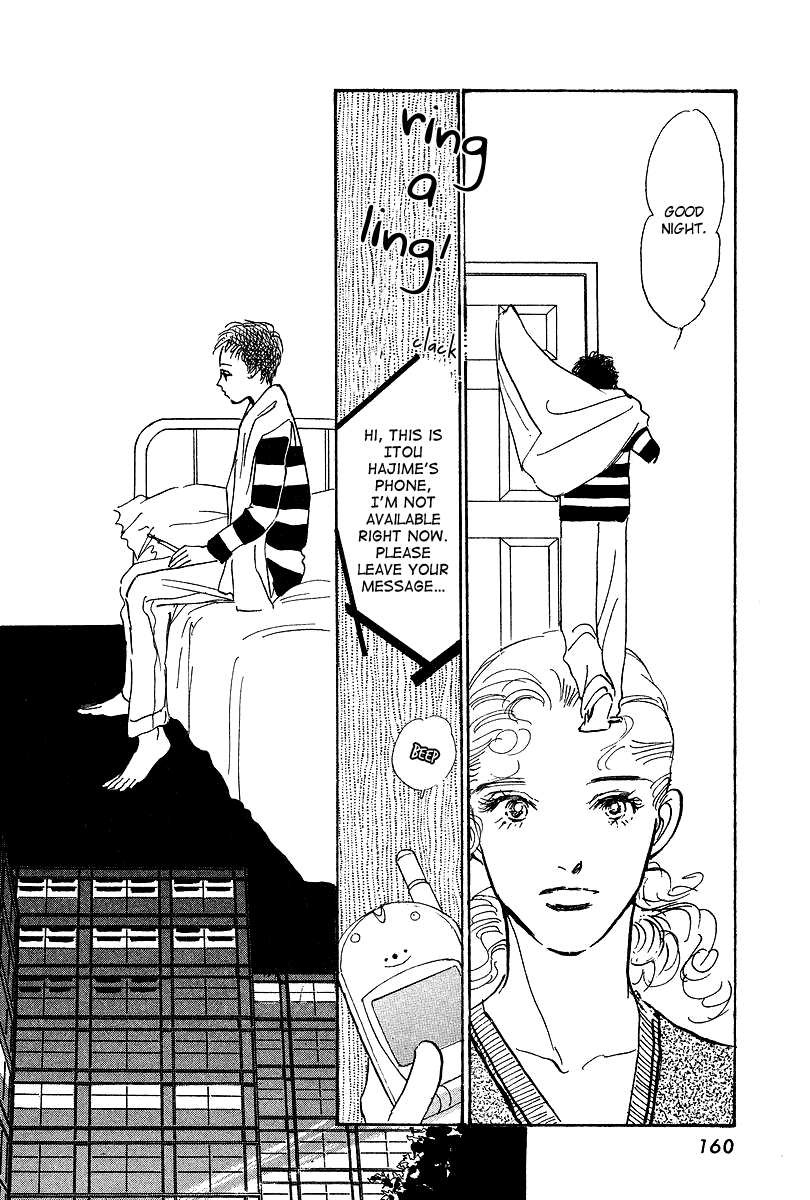 GOOD
NIGHT.
ring
a
ling!
clack
HI, THIS IS
ITOU
HAJIME'S
PHONE,
I'M NOT
AVAILABLE
RIGHT NOW.
PLEASE
LEAVE YOUR
MESSAGE...
BEEP
160